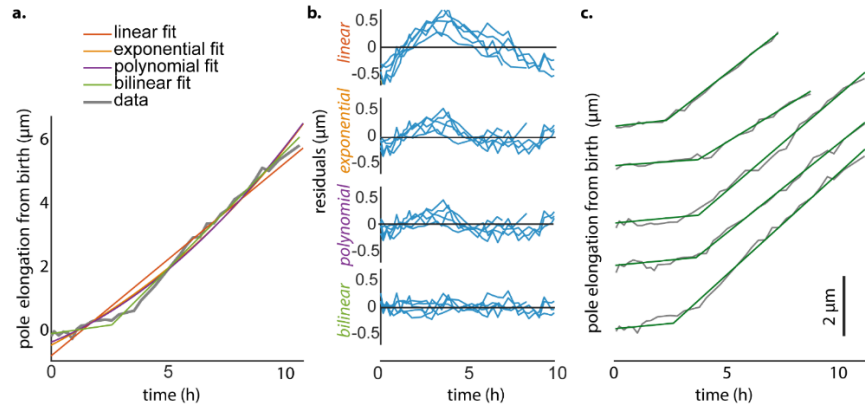 a.
linear fit
exponential fit
polynomial fit
bilinear fit
data
pole elongation from birth (µm)
6
4
2
0
0
5
10
time (h)
b.
residuals (µm)
linear
0.5
0
-0.5
exponential
0.5
0
-0.5
polynomial
0.5
0
-0.5
bilinear
0.5
0
-0.5
0
5
10
time (h)
c.
pole elongation from birth (µm)
2 µm
0
5
10
time (h)